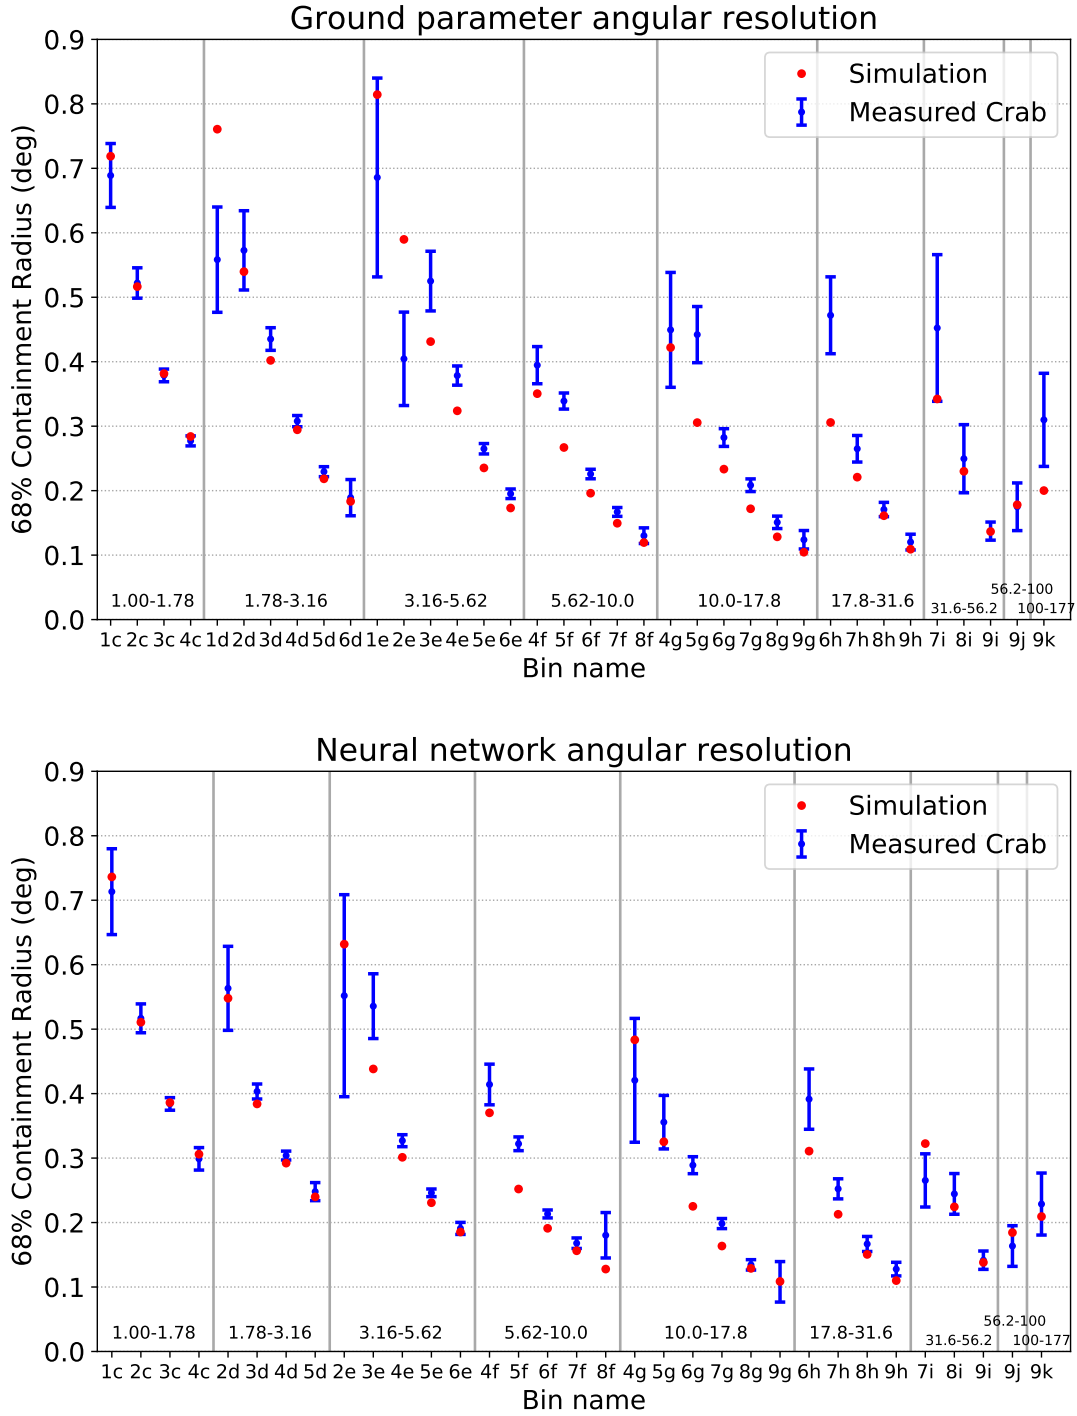 Ground parameter angular resolution
0.9
0.8
0.7
0.6
0.5
0.4
0.3
0.2
0.1
0.0
68% Containment Radius (deg)
Simulation
Measured Crab
1.00-1.78 1.78-3.16 3.16-5.62 5.62-10.0 10.0-17.8 17.8-31.6 31.6-56.2 56.2-100 100-177
1c 2c 3c 4c 1d 2d 3d 4d 5d 6d 1e 2e 3e 4e 5e 6e 4f 5f 6f 7f 8f 4g 5g 6g 7g 8g 9g 6h 7h 8h 9h 7i 8i 9i 9j 9k
Bin name
Neural network angular resolution
0.9
0.8
0.7
0.6
0.5
0.4
0.3
0.2
0.1
0.0
68% Containment Radius (deg)
Simulation
Measured Crab
1.00-1.78 1.78-3.16 3.16-5.62 5.62-10.0 10.0-17.8 17.8-31.6 31.6-56.2 56.2-100 100-177
1c 2c 3c 4c 2d 3d 4d 5d 2e 3e 4e 5e 6e 4f 5f 6f 7f 8f 4g 5g 6g 7g 8g 9g 6h 7h 8h 9h 7i 8i 9i 9j 9k
Bin name